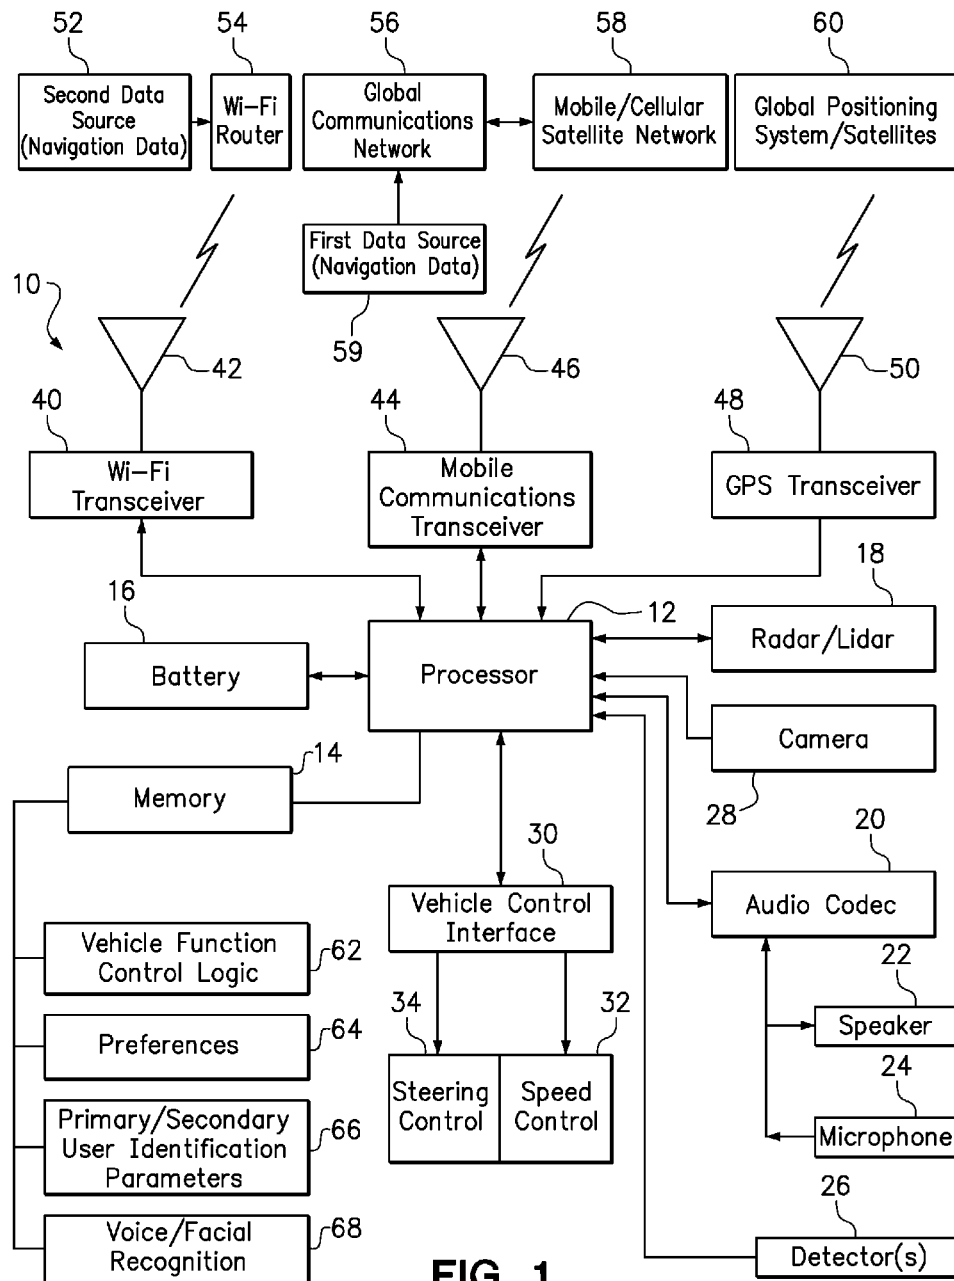 52
54
56
58
60
Second Data
Source
(Navigation Data)
Wi-Fi
Router
Global
Communications
Network
Mobile/Cellular
Satellite Network
Global Positioning
System/Satellites
First Data Source
(Navigation Data)
59
10
42
46
50
40
44
48
Wi-Fi
Transceiver
Mobile
Communications
Transceiver
GPS Transceiver
16
12
18
Battery
Processor
Radar/Lidar
Camera
28
14
Memory
30
20
Vehicle Control
Interface
Audio Codec
Vehicle Function
Control Logic
62
34
32
22
Speaker
Preferences
64
Steering
Control
Speed
Control
24
Microphone
Primary/Secondary
User Identification
Parameters
66
26
Detector(s)
Voice/Facial
Recognition
68
FIG. 1